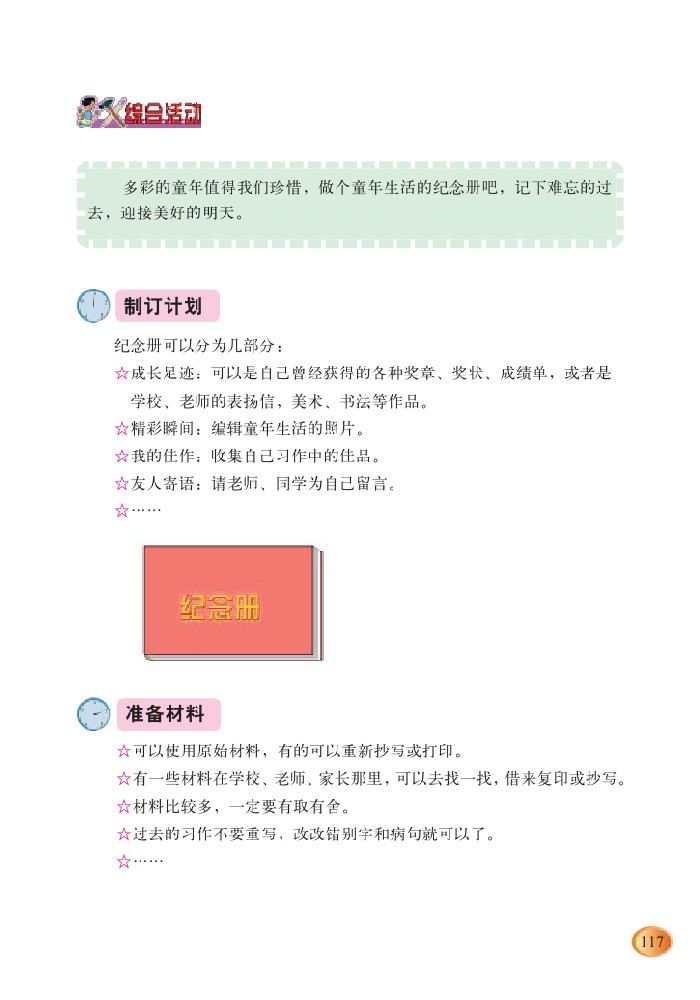 综合活动
多彩的童年值得我们珍惜，做个童年生活的纪念册吧，记下难忘的过
去，迎接美好的明天。
制订计划
纪念册可以分为几部分：
☆成长足迹：可以是自己曾经获得的各种奖章、奖状、成绩单，或者是
学校、老师的表扬信，美术、书法等作品。
☆精彩瞬间：编辑童年生活的照片。
☆我的佳作：收集自己习作中的佳品。
☆友人寄语：请老师、同学为自己留言。
☆……
纪念册
准备材料
☆可以使用原始材料，有的可以重新抄写或打印。
☆有一些材料在学校、老师、家长那里，可以去找一找，借来复印或抄写。
☆材料比较多，一定要有取有舍。
☆过去的习作不要重写，改改错别字和病句就可以了。
☆……
117